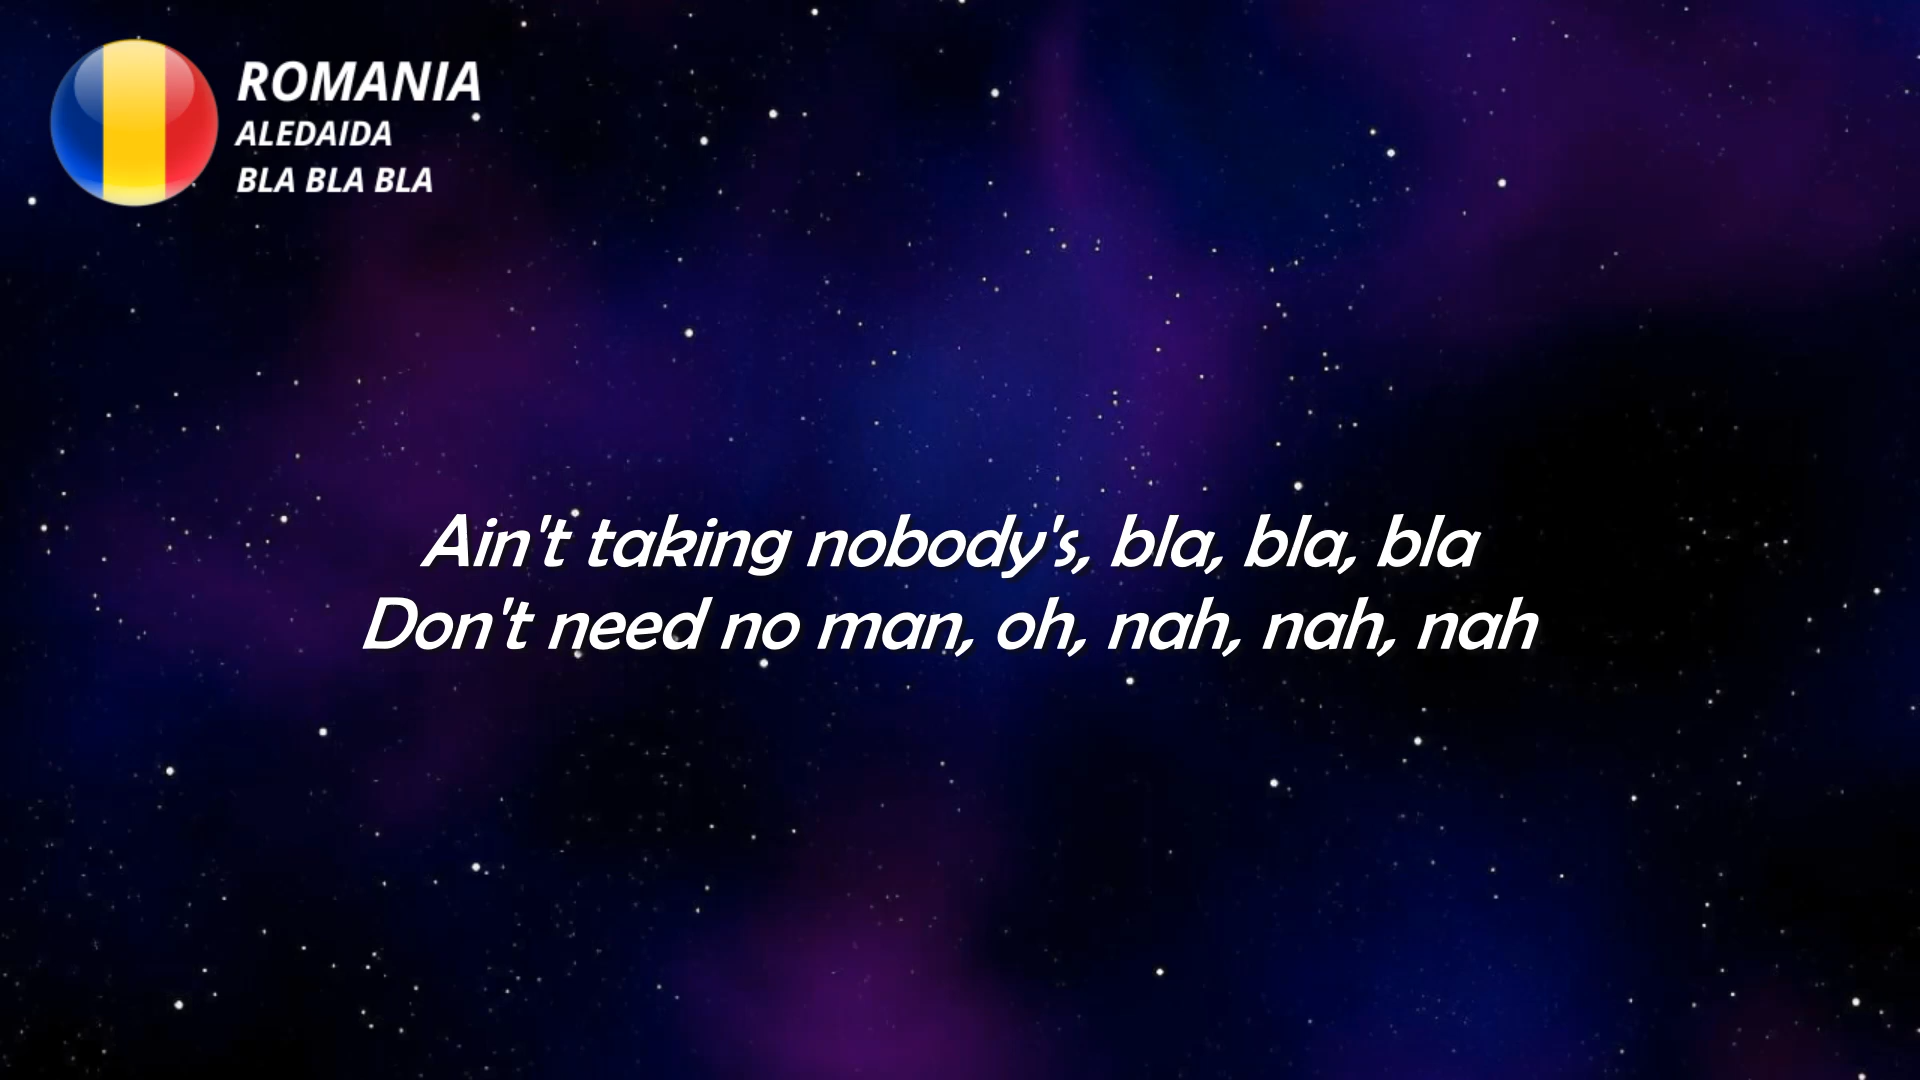 ROMANIA
ALEDAIDA
BLA BLA BLA
Ain't taking nobody's, bla, bla, bla
Don't need no man, oh, nah, nah, nah